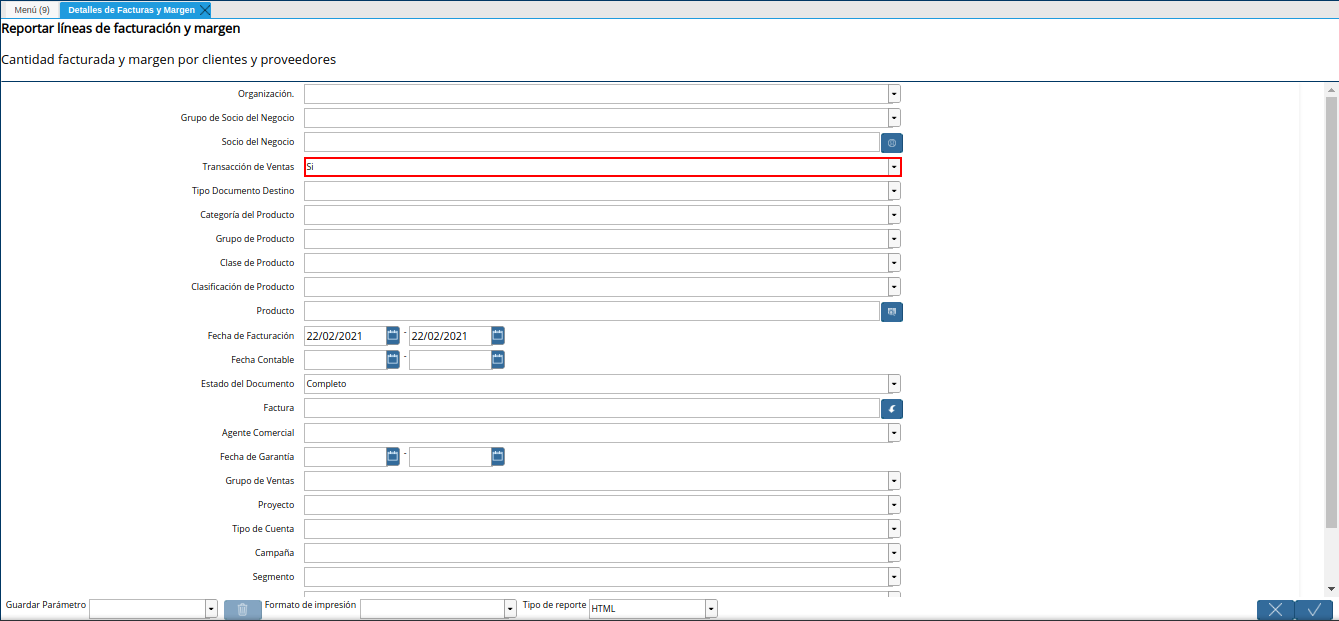 Menú (9) Detalles de Facturas y Margen
Reportar líneas de facturación y margen
Cantidad facturada y margen por clientes y proveedores
Organización.
Grupo de Socio del Negocio
Socio del Negocio
Transacción de Ventas Si
Tipo Documento Destino
Categoría del Producto
Grupo de Producto
Clase de Producto
Clasificación de Producto
Producto
Fecha de Facturación 22/02/2021 - 22/02/2021
Fecha Contable -
Estado del Documento Completo
Factura
Agente Comercial
Fecha de Garantía -
Grupo de Ventas
Proyecto
Tipo de Cuenta
Campaña
Segmento
Guardar Parámetro Formato de impresión Tipo de reporte HTML